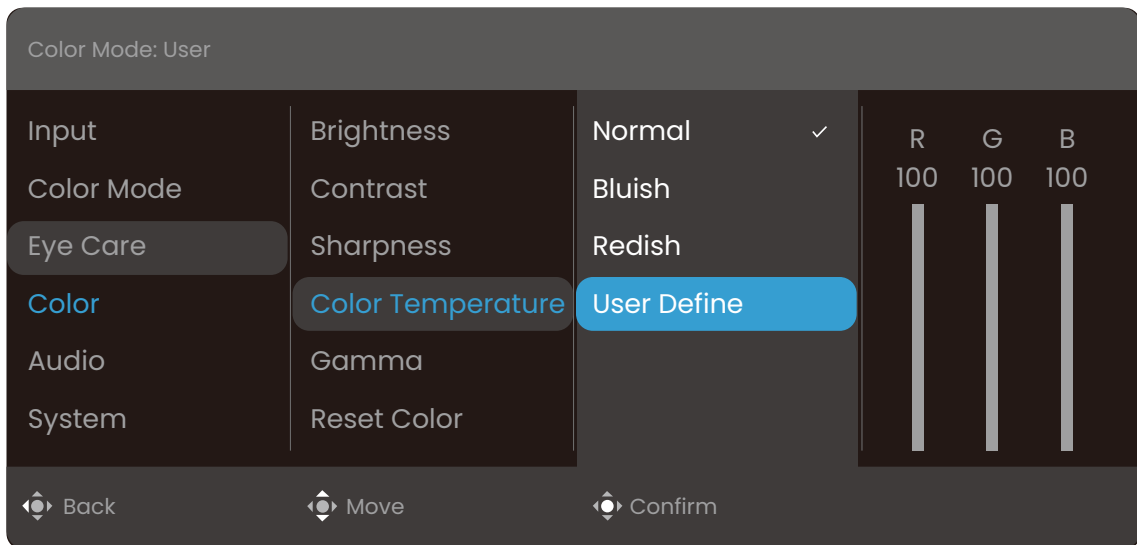 Color Mode: User
Input
Color Mode
Eye Care
Color
Audio
System
Brightness
Contrast
Sharpness
Color Temperature
Gamma
Reset Color
Normal
Bluish
Redish
User Define
R G B
100 100 100
Back Move Confirm